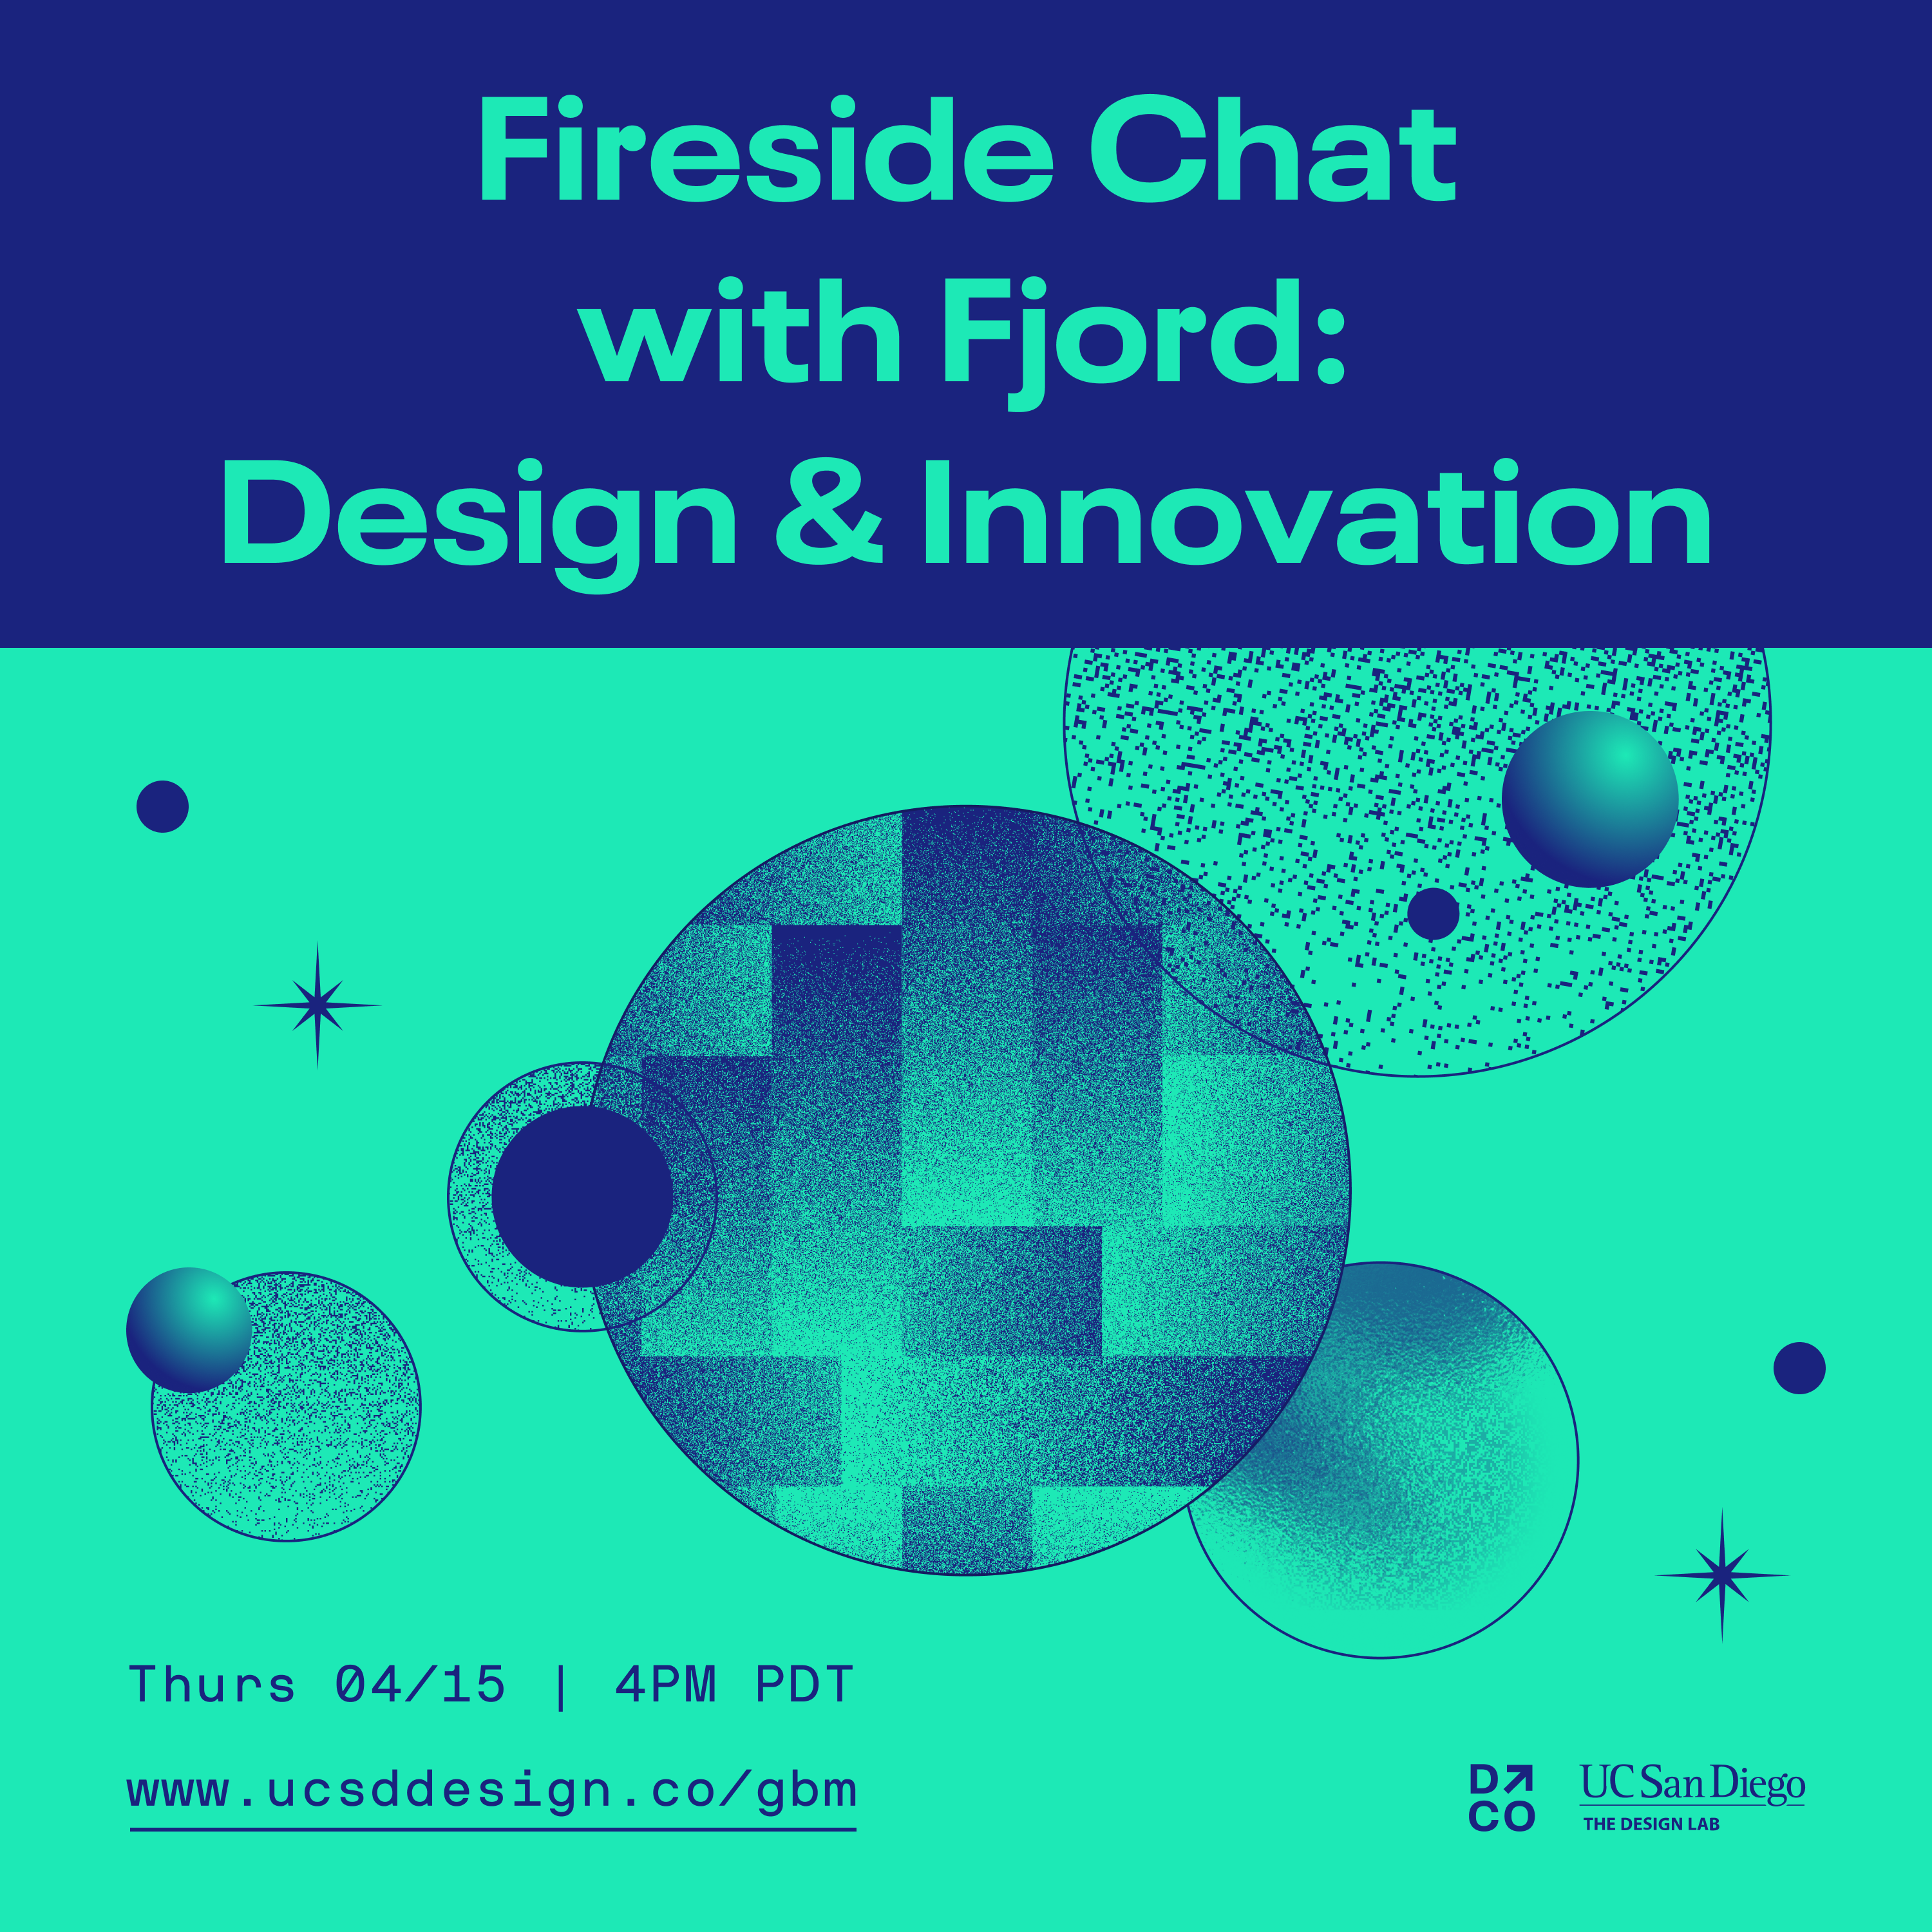 Fireside Chat
with Fjord:
Design & Innovation
Thurs 04/15 | 4PM PDT
www.ucsddesign.co/gbm
D↗
CO
UC San Diego
THE DESIGN LAB